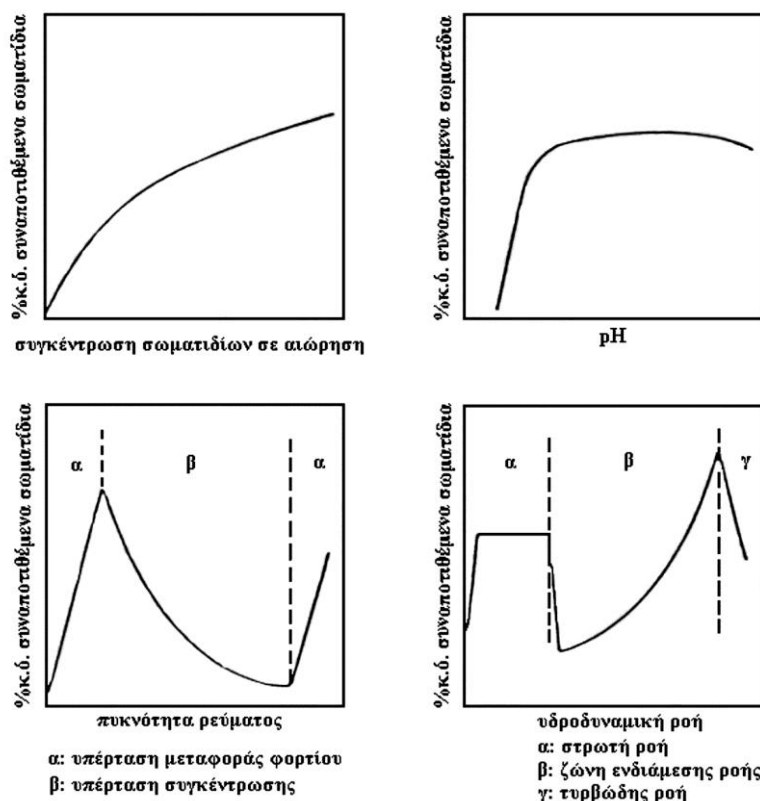 %κ.ό. συναποτιθέμενα σωματίδια
συγκέντρωση σωματιδίων σε αιώρηση
%κ.ό. συναποτιθέμενα σωματίδια
pH
%κ.ό. συναποτιθέμενα σωματίδια
α
β
α
πυκνότητα ρεύματος
α: υπέρταση μεταφοράς φορτίου
β: υπέρταση συγκέντρωσης
%κ.ό. συναποτιθέμενα σωματίδια
α
β
γ
υδροδυναμική ροή
α: στρωτή ροή
β: ζώνη ενδιάμεσης ροής
γ: τυρβώδης ροή